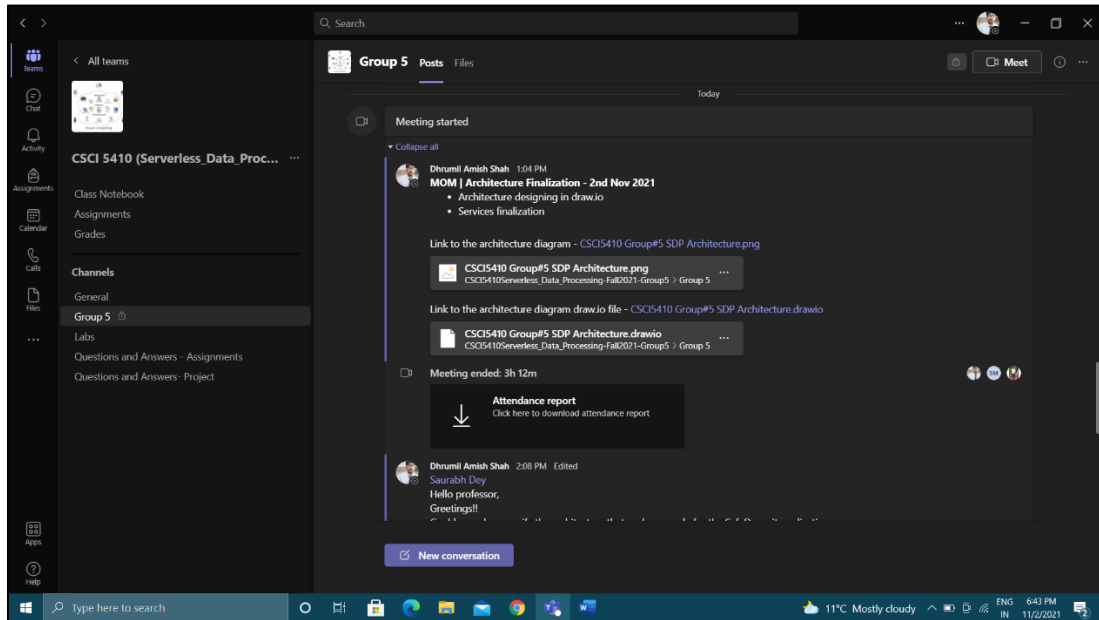 Search
Teams
Chat
Activity
Assignments
Calendar
Calls
Files
...
Apps
Help
All teams
CSCI 5410 (Serverless_Data_Proc... ...
Class Notebook
Assignments
Grades
Channels
General
Group 5
Labs
Questions and Answers - Assignments
Questions and Answers- Project
Group 5 Posts Files
Meet
Today
Meeting started
Collapse all
Dhrumil Amish Shah 1:04 PM
MOM | Architecture Finalization - 2nd Nov 2021
• Architecture designing in draw.io
• Services finalization
Link to the architecture diagram - CSCI5410 Group#5 SDP Architecture.png
CSCI5410 Group#5 SDP Architecture.png ...
CSCI5410Serverless_Data_Processing-Fall2021-Group5 > Group 5
Link to the architecture diagram draw.io file - CSCI5410 Group#5 SDP Architecture.drawio
CSCI5410 Group#5 SDP Architecture.drawio ...
CSCI5410Serverless_Data_Processing-Fall2021-Group5 > Group 5
Meeting ended: 3h 12m
SM
Attendance report
Click here to download attendance report
Dhrumil Amish Shah 2:08 PM Edited
Saurabh Dey
Hello professor,
Greetings!!
New conversation
Type here to search
11°C Mostly cloudy
ENG
IN
6:43 PM
11/2/2021
2